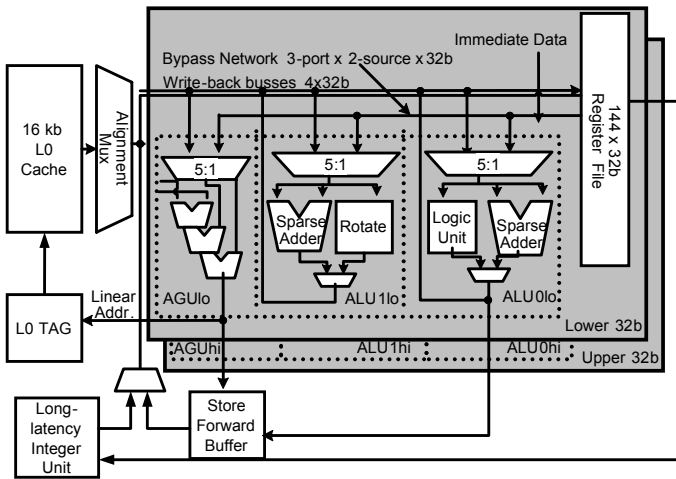 Immediate Data
Bypass Network 3-port x 2-source x 32b
Write-back busses 4x32b
16 kb
L0
Cache
Alignment
Mux
144 x 32b
Register File
5:1
5:1
5:1
Sparse
Adder
Rotate
Logic
Unit
Sparse
Adder
Linear
Addr.
AGUlo
ALU1lo
ALU0lo
L0 TAG
Lower 32b
AGUhi
ALU1hi
ALU0hi
Upper 32b
Long-
latency
Integer
Unit
Store
Forward
Buffer